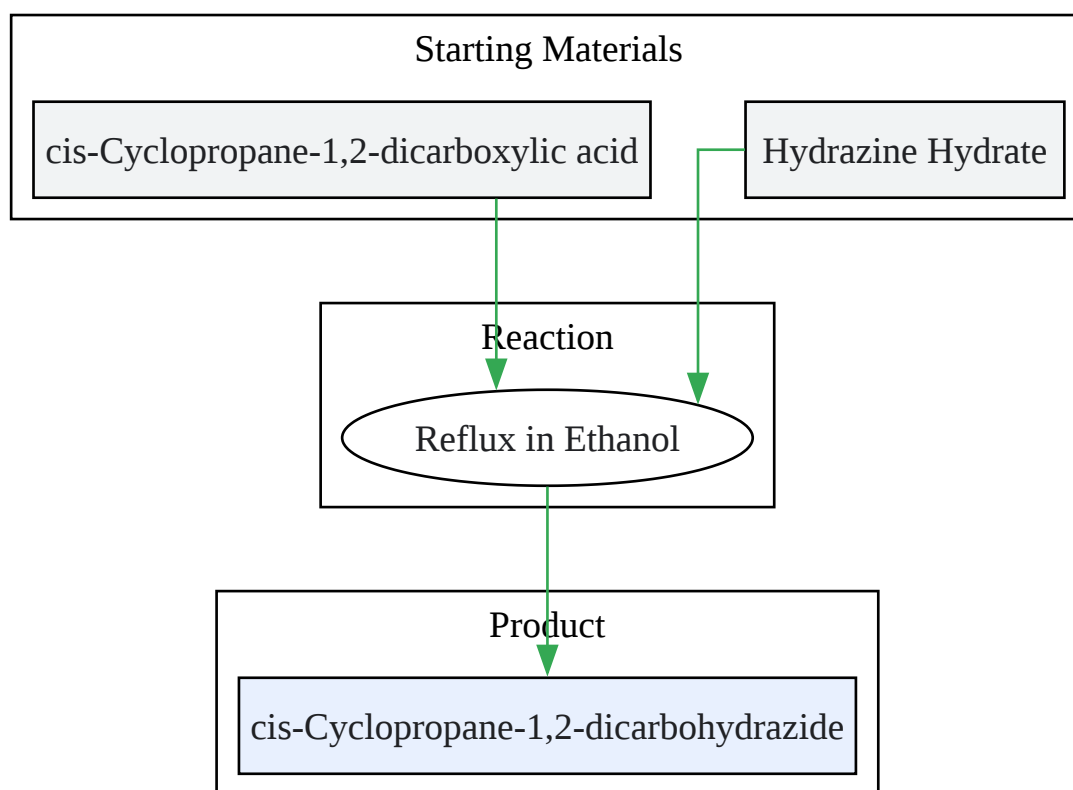 Starting Materials
cis-Cyclopropane-1,2-dicarboxylic acid
Hydrazine Hydrate
Reaction
Reflux in Ethanol
Product
cis-Cyclopropane-1,2-dicarbohydrazide